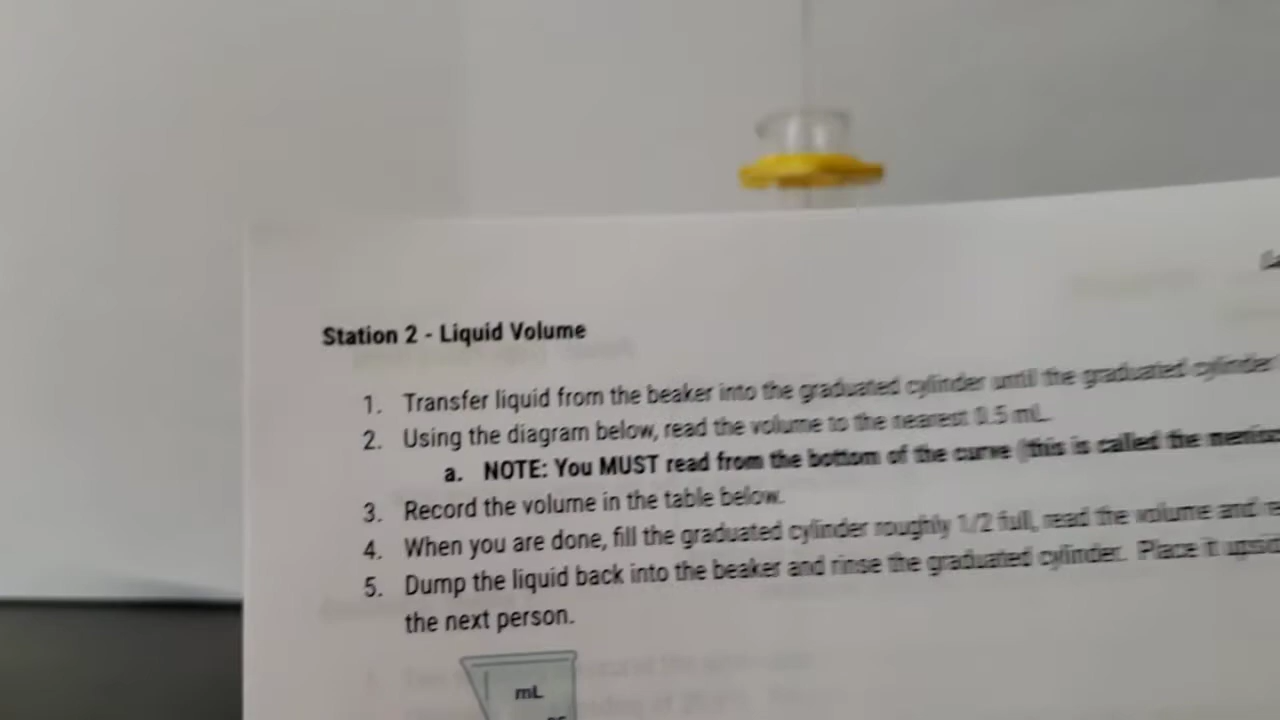 Station 2 - Liquid Volume
1. Transfer liquid from the beaker into the graduated cylinder until the graduated cylinder
2. Using the diagram below, read the volume to the nearest 0.5 mL.
a. NOTE: You MUST read from the bottom of the curve (this is called the
3. Record the volume in the table below.
4. When you are done, fill the graduated cylinder roughly 1/2 full, read the volume and
5. Dump the liquid back into the beaker and rinse the graduated cylinder. Place it
the next person.
mL